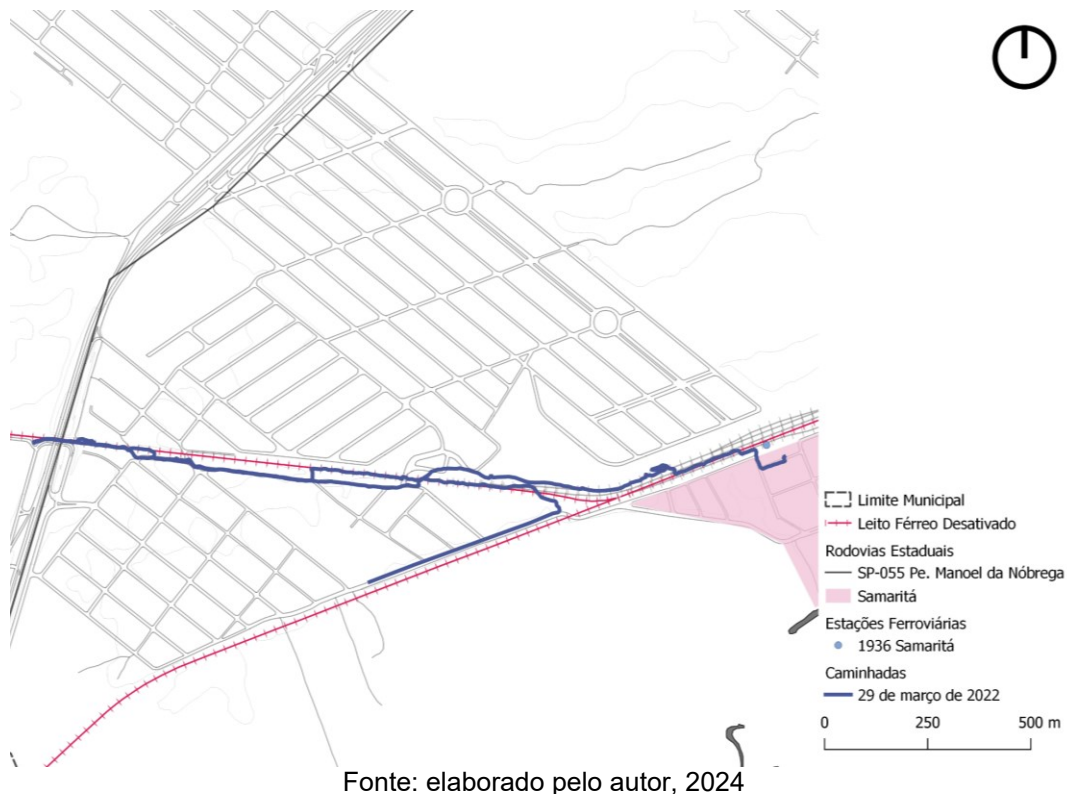 Limite Municipal
Leito Férreo Desativado
Rodovias Estaduais
SP-055 Pe. Manoel da Nóbrega
Samaritá
Estações Ferroviárias
1936 Samaritá
Caminhadas
29 de março de 2022
0 250 500 m
Fonte: elaborado pelo autor, 2024